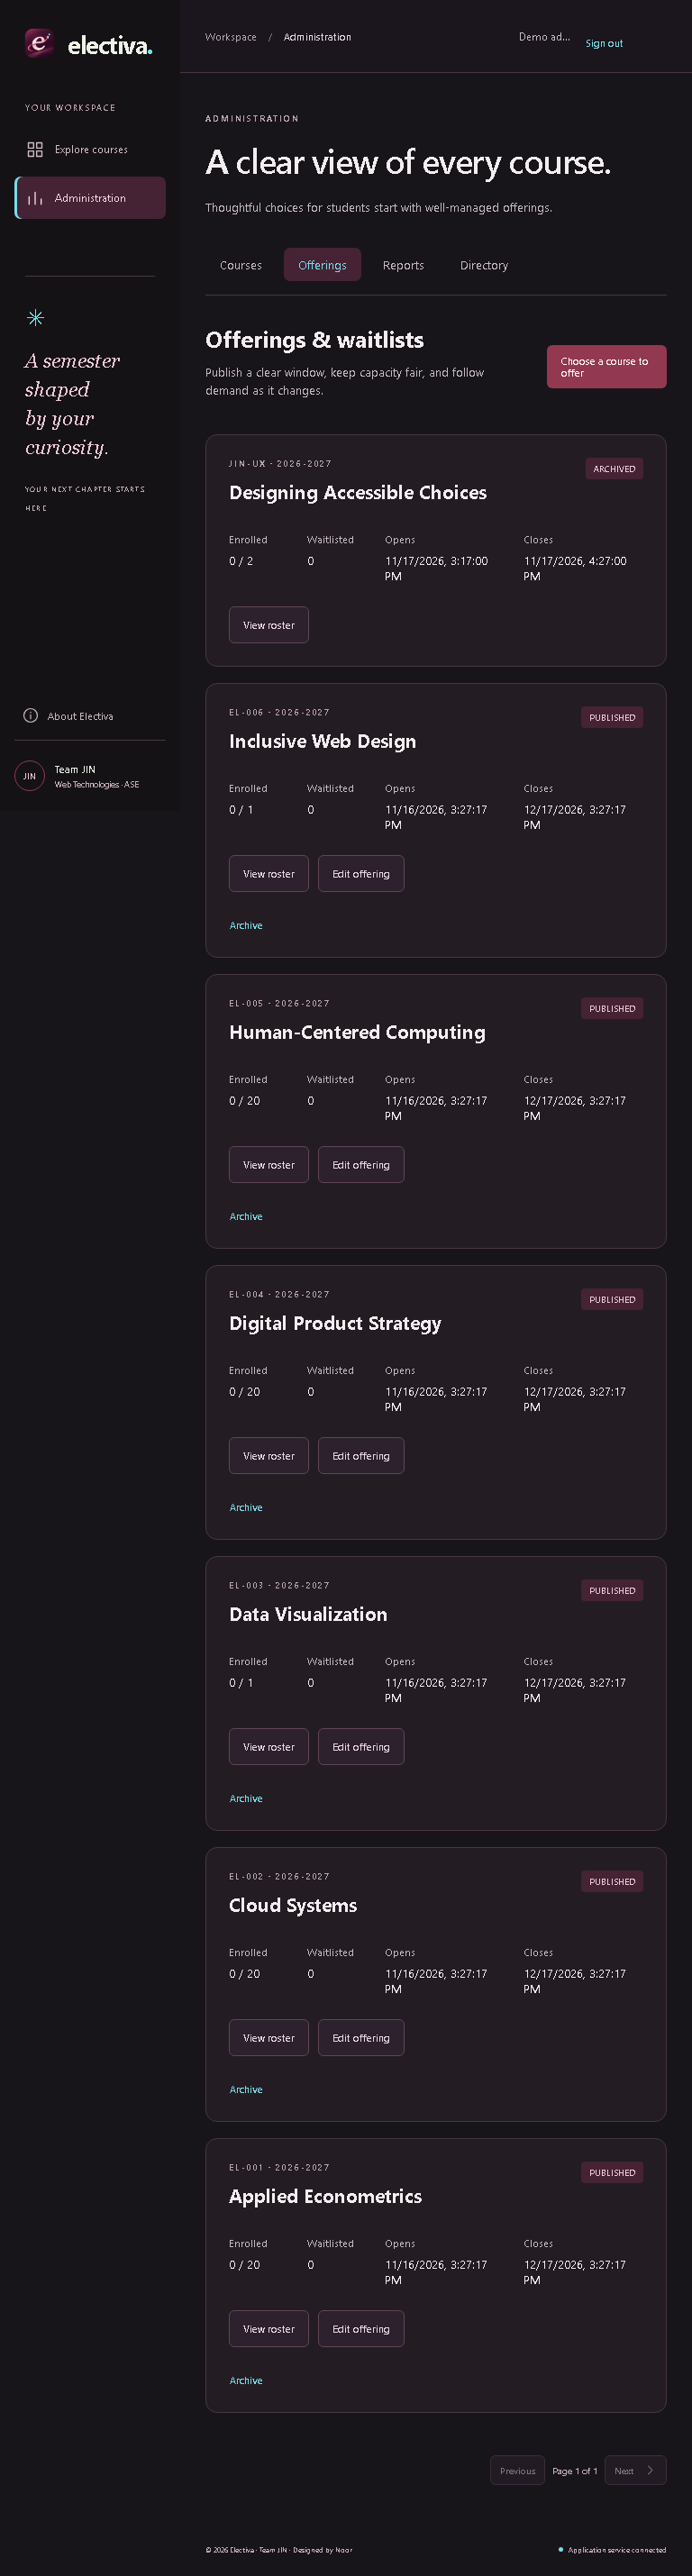 electiva.
YOUR WORKSPACE
Explore courses
Administration
A semester
shaped
by your
curiosity.
YOUR NEXT CHAPTER STARTS
HERE
About Electiva
JIN
Team JIN
Web Technologies · ASE
Workspace / Administration
Demo ad...
Sign out
ADMINISTRATION
A clear view of every course.
Thoughtful choices for students start with well-managed offerings.
Courses
Offerings
Reports
Directory
Offerings & waitlists
Publish a clear window, keep capacity fair, and follow
demand as it changes.
Choose a course to
offer
JIN-UX · 2026-2027
ARCHIVED
Designing Accessible Choices
Enrolled Waitlisted Opens Closes
0 / 2 0 11/17/2026, 3:17:00 11/17/2026, 4:27:00
PM PM
View roster
EL-006 · 2026-2027
PUBLISHED
Inclusive Web Design
Enrolled Waitlisted Opens Closes
0 / 1 0 11/16/2026, 3:27:17 12/17/2026, 3:27:17
PM PM
View roster Edit offering
Archive
EL-005 · 2026-2027
PUBLISHED
Human-Centered Computing
Enrolled Waitlisted Opens Closes
0 / 20 0 11/16/2026, 3:27:17 12/17/2026, 3:27:17
PM PM
View roster Edit offering
Archive
EL-004 · 2026-2027
PUBLISHED
Digital Product Strategy
Enrolled Waitlisted Opens Closes
0 / 20 0 11/16/2026, 3:27:17 12/17/2026, 3:27:17
PM PM
View roster Edit offering
Archive
EL-003 · 2026-2027
PUBLISHED
Data Visualization
Enrolled Waitlisted Opens Closes
0 / 1 0 11/16/2026, 3:27:17 12/17/2026, 3:27:17
PM PM
View roster Edit offering
Archive
EL-002 · 2026-2027
PUBLISHED
Cloud Systems
Enrolled Waitlisted Opens Closes
0 / 20 0 11/16/2026, 3:27:17 12/17/2026, 3:27:17
PM PM
View roster Edit offering
Archive
EL-001 · 2026-2027
PUBLISHED
Applied Econometrics
Enrolled Waitlisted Opens Closes
0 / 20 0 11/16/2026, 3:27:17 12/17/2026, 3:27:17
PM PM
View roster Edit offering
Archive
Previous Page 1 of 1 Next
© 2026 Electiva · Team JIN · Designed by Noor
Application service connected